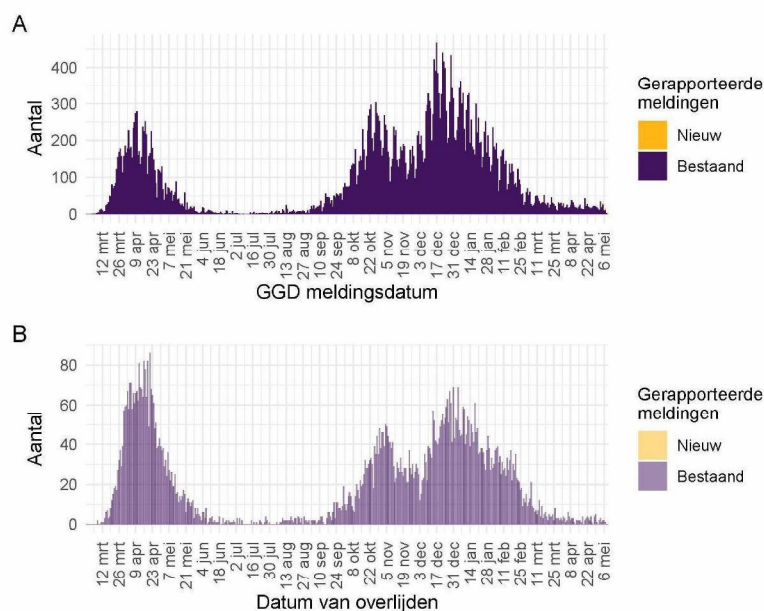 A
Aantal
400
300
200
100
0
12 mrt
26 mrt
9 apr
23 apr
7 mei
21 mei
4 jun
18 jun
2 jul
16 jul
30 jul
13 aug
27 aug
10 sep
24 sep
8 okt
22 okt
5 nov
19 nov
3 dec
17 dec
31 dec
14 jan
28 jan
11 feb
25 feb
11 mrt
25 mrt
8 apr
22 apr
6 mei
GGD meldingsdatum
Gerapporteerde
meldingen
Nieuw
Bestaand
B
Aantal
80
60
40
20
0
12 mrt
26 mrt
9 apr
23 apr
7 mei
21 mei
4 jun
18 jun
2 jul
16 jul
30 jul
13 aug
27 aug
10 sep
24 sep
8 okt
22 okt
5 nov
19 nov
3 dec
17 dec
31 dec
14 jan
28 jan
11 feb
25 feb
11 mrt
25 mrt
8 apr
22 apr
6 mei
Datum van overlijden
Gerapporteerde
meldingen
Nieuw
Bestaand